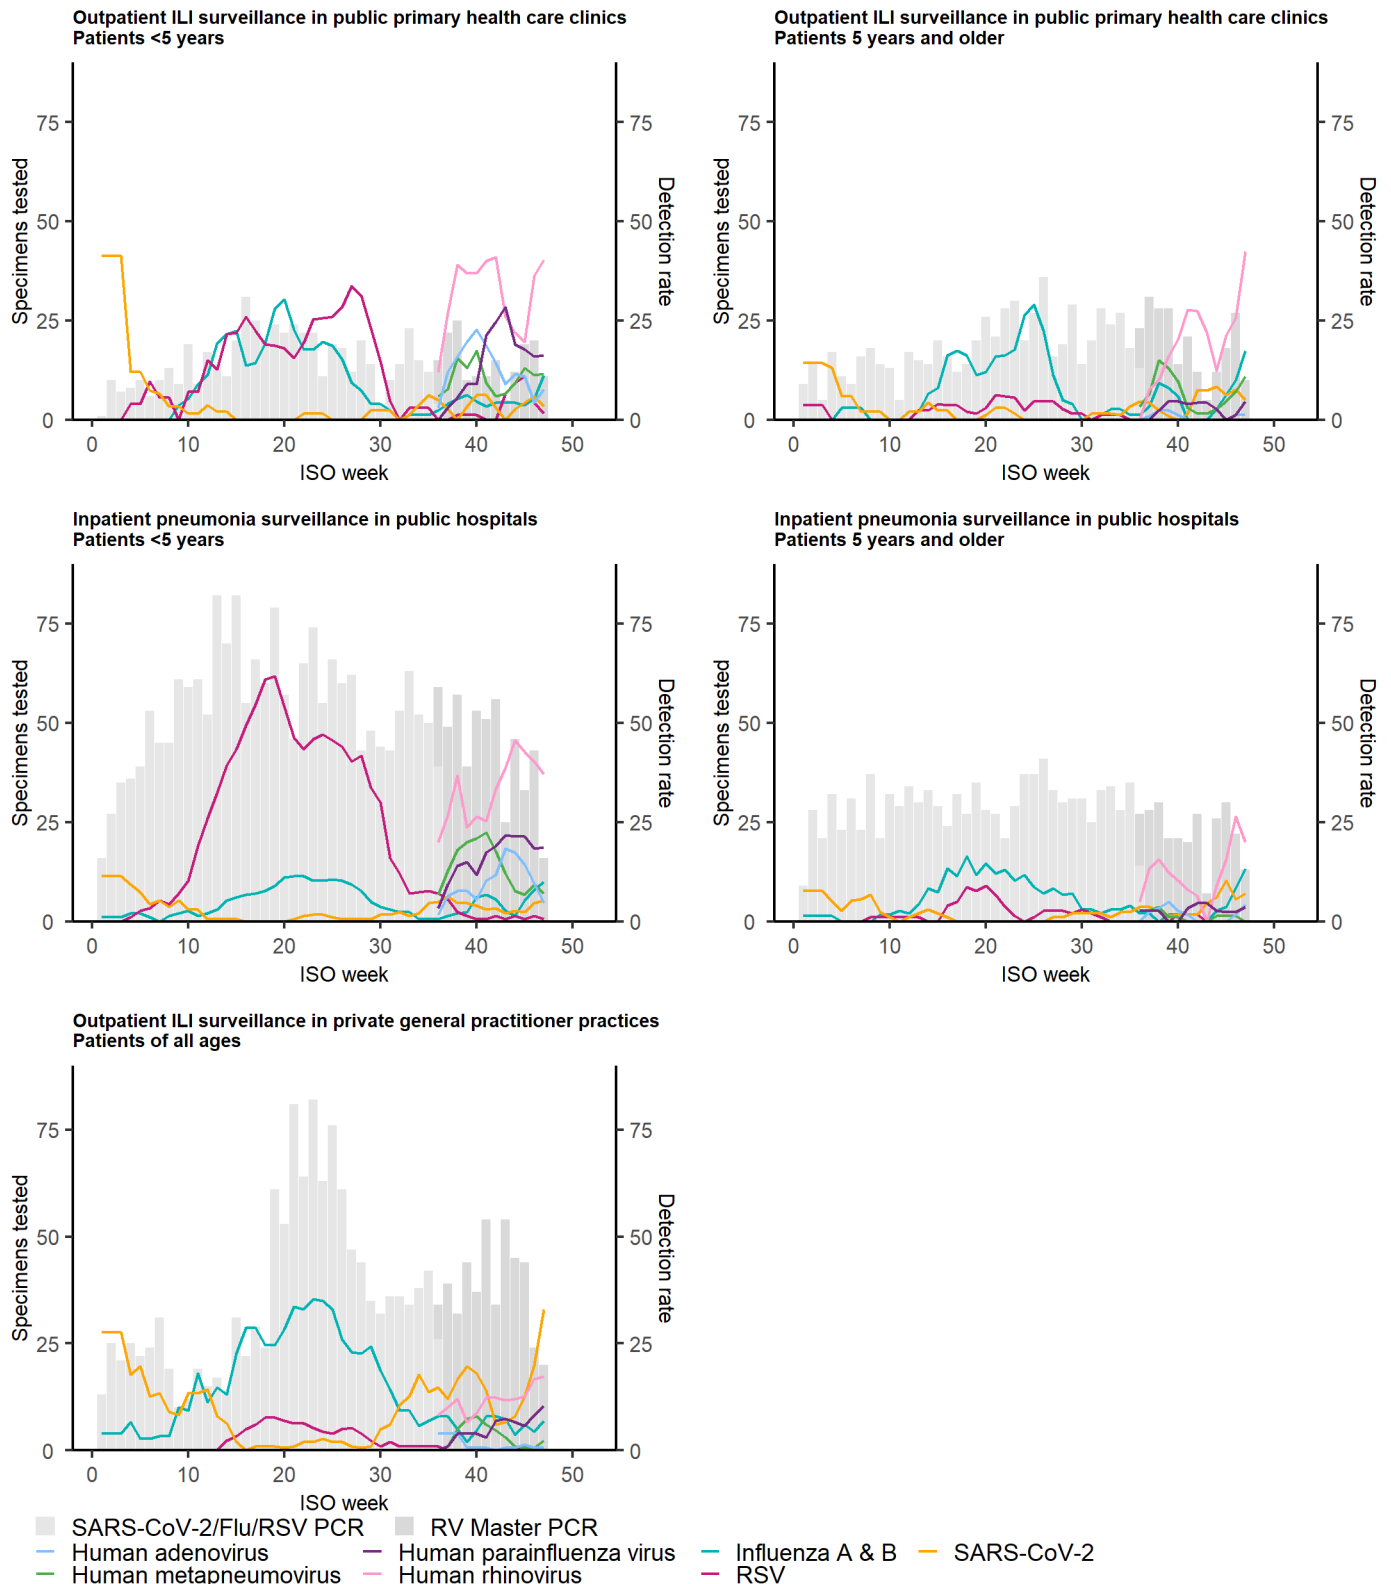 Outpatient ILI surveillance in public primary health care clinics
Patients <5 years
75
50
25
0
Specimens tested
75
50
25
0
Detection rate
0 10 20 30 40 50
ISO week
Outpatient ILI surveillance in public primary health care clinics
Patients 5 years and older
75
50
25
0
Specimens tested
75
50
25
0
Detection rate
0 10 20 30 40 50
ISO week
Inpatient pneumonia surveillance in public hospitals
Patients <5 years
75
50
25
0
Specimens tested
75
50
25
0
Detection rate
0 10 20 30 40 50
ISO week
Inpatient pneumonia surveillance in public hospitals
Patients 5 years and older
75
50
25
0
Specimens tested
75
50
25
0
Detection rate
0 10 20 30 40 50
ISO week
Outpatient ILI surveillance in private general practitioner practices
Patients of all ages
75
50
25
0
Specimens tested
75
50
25
0
Detection rate
0 10 20 30 40 50
ISO week
SARS-CoV-2/Flu/RSV PCR RV Master PCR
Human adenovirus Human parainfluenza virus Influenza A & B SARS-CoV-2
Human metapneumovirus Human rhinovirus RSV